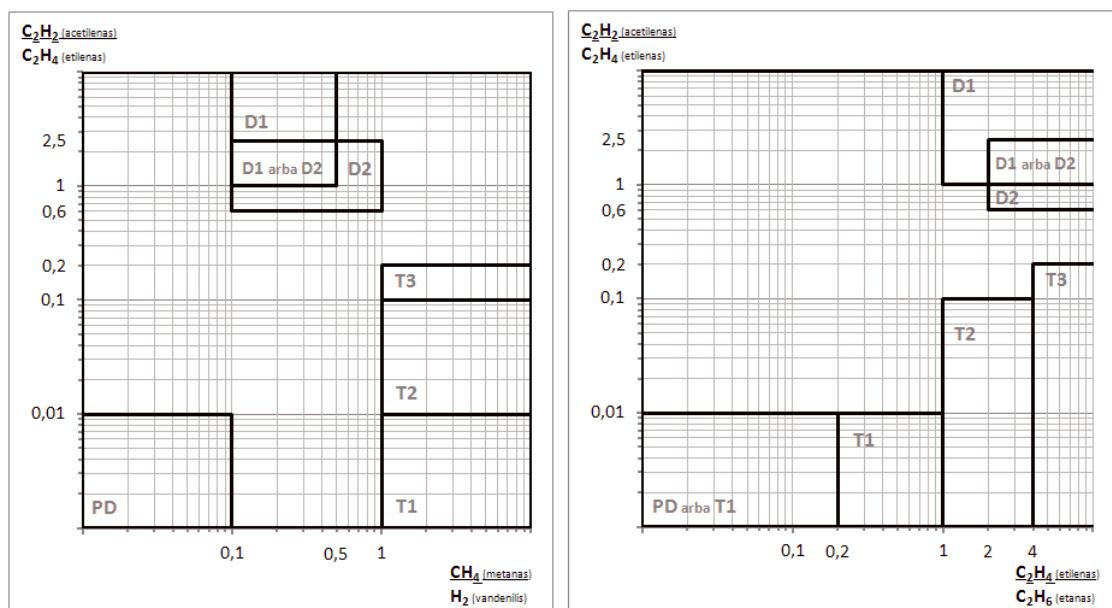 C₂H₂ (acetilenas)
C₂H₄ (etilenas)
2,5
1
0,6
0,2
0,1
0,01
D1
D1 arba D2
D2
T3
T2
PD
T1
0,1
0,5
1
CH₄ (metanas)
H₂ (vandenilis)
C₂H₂ (acetilenas)
C₂H₄ (etilenas)
2,5
1
0,6
0,2
0,1
0,01
D1
D1 arba D2
D2
T3
T2
T1
PD arba T1
0,1
0,2
1
2
4
C₂H₄ (etilenas)
C₂H₆ (etanas)